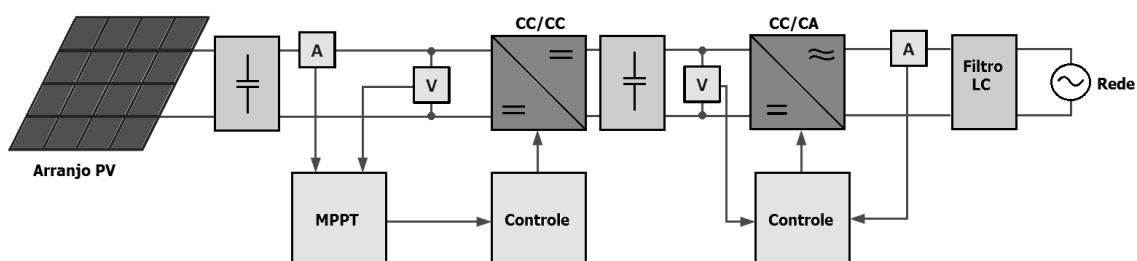 CC/CC
CC/CA
A
A
V
V
Filtro
LC
Rede
Arranjo PV
MPPT
Controle
Controle